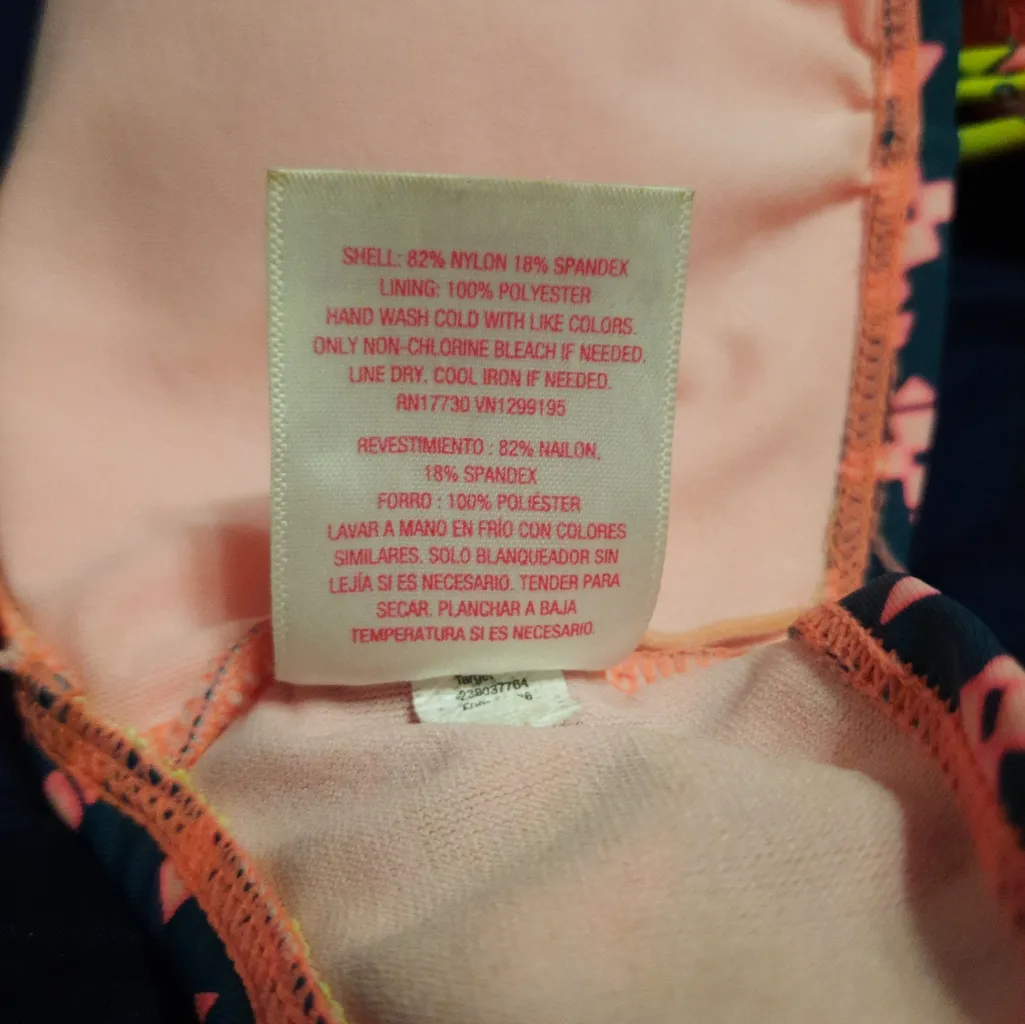 SHELL: 82% NYLON 18% SPANDEX
LINING: 100% POLYESTER
HAND WASH COLD WITH LIKE COLORS.
ONLY NON-CHLORINE BLEACH IF NEEDED.
LINE DRY. COOL IRON IF NEEDED.
RN17730 VN1299195
REVESTIMIENTO : 82% NAILON,
18% SPANDEX
FORRO : 100% POLIÉSTER
LAVAR A MANO EN FRÍO CON COLORES
SIMILARES. SOLO BLANQUEADOR SIN
LEJÍA SI ES NECESARIO. TENDER PARA
SECAR. PLANCHAR A BAJA
TEMPERATURA SI ES NECESARIO.
Target
238037764